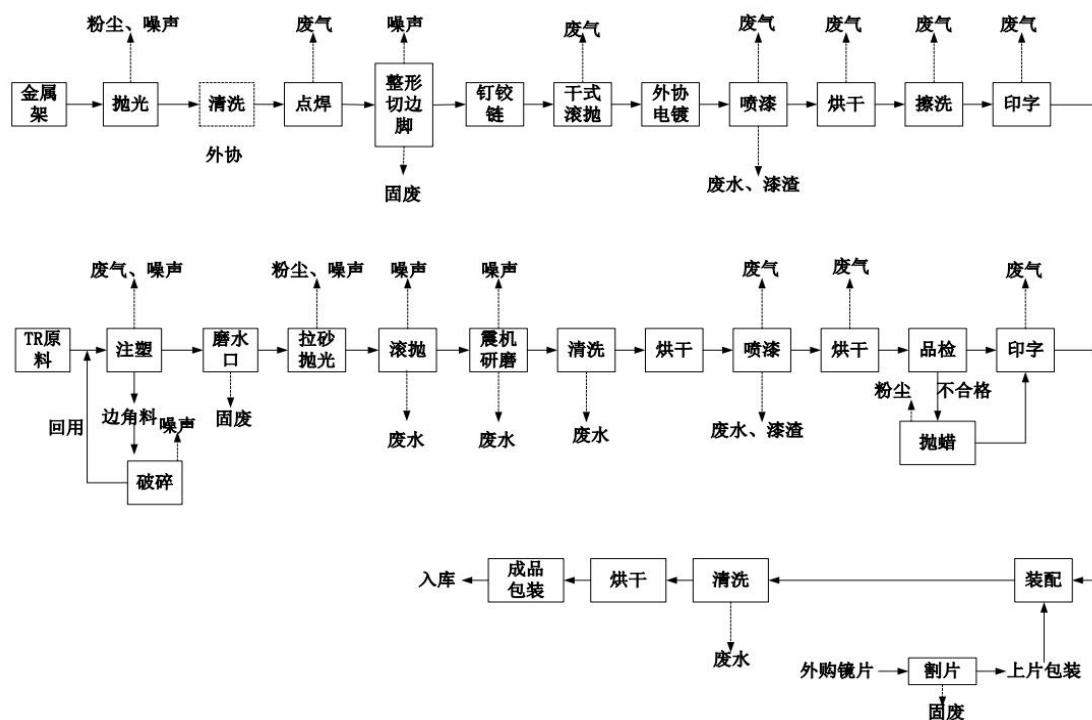 粉尘、噪声
废气
噪声
废气
废气
废气
废气
废气
金属
架
抛光
清洗
点焊
整形
切边
脚
钉铰
链
干式
滚抛
外协
电镀
喷漆
烘干
擦洗
印字
外协
固废
废水、漆渣
废气、噪声
粉尘、噪声
噪声
噪声
废气
废气
废气
TR原
料
注塑
磨水
口
拉砂
抛光
滚抛
震机
研磨
清洗
烘干
喷漆
烘干
品检
印字
回用
边角料
噪声
固废
废水
废水
废水
废水、漆渣
粉尘
不合格
破碎
抛蜡
入库
成品
包装
烘干
清洗
装配
废水
外购镜片
割片
上片包装
固废